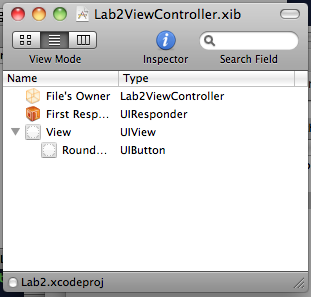 Lab2ViewController.xib
View Mode
Inspector
Search Field
Name Type
File's Owner Lab2ViewController
First Resp... UIResponder
View UIView
Round... UIButton
Lab2.xcodeproj